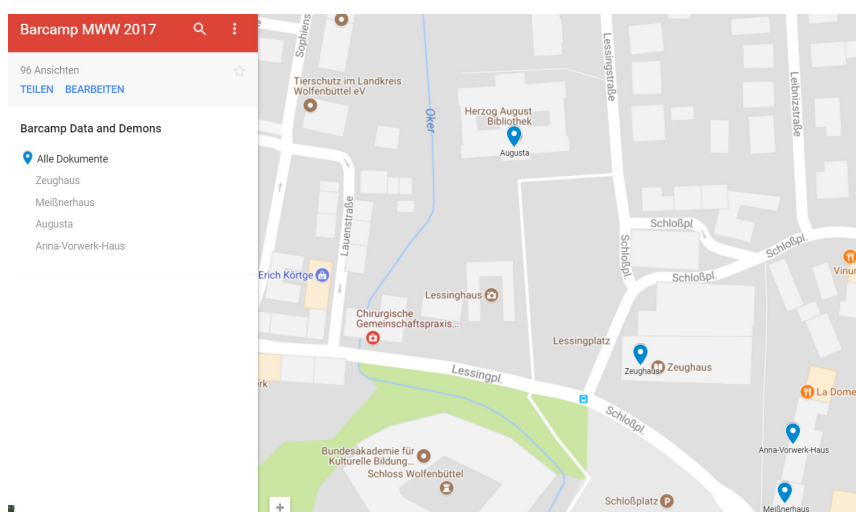 Barcamp MWW 2017
96 Ansichten
TEILEN BEARBEITEN
Barcamp Data and Demons
Alle Dokumente
Zeughaus
Meißnerhaus
Augusta
Anna-Vorwerk-Haus
Sophiens
Tierschutz im Landkreis
Wolfenbüttel eV
Oker
Herzog August
Bibliothek
Augusta
Lessingstraße
Leibnizstraße
Lauenstraße
Schloßpl.
Schloßpl.
Schloßpl.
Schloßpl.
Vinum
Erich Körtge
Lessinghaus
Chirurgische
Gemeinschaftspraxis...
Lessingplatz
Zeughaus
Zeughaus
Lessingpl.
rk
La Dome
Schloßpl.
Anna-Vorwerk-Haus
Bundesakademie für
Kulturelle Bildung...
Schloss Wolfenbüttel
Schloßplatz
Meißnerhaus